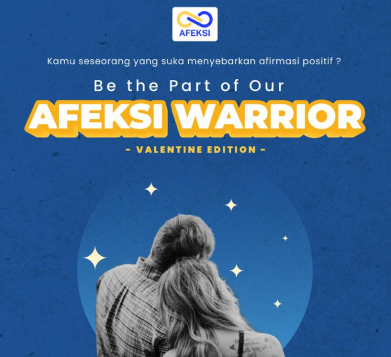 AFEKSI
Kamu seseorang yang suka menyebarkan afirmasi positif ?
Be the Part of Our
AFEKSI WARRIOR
- VALENTINE EDITION -